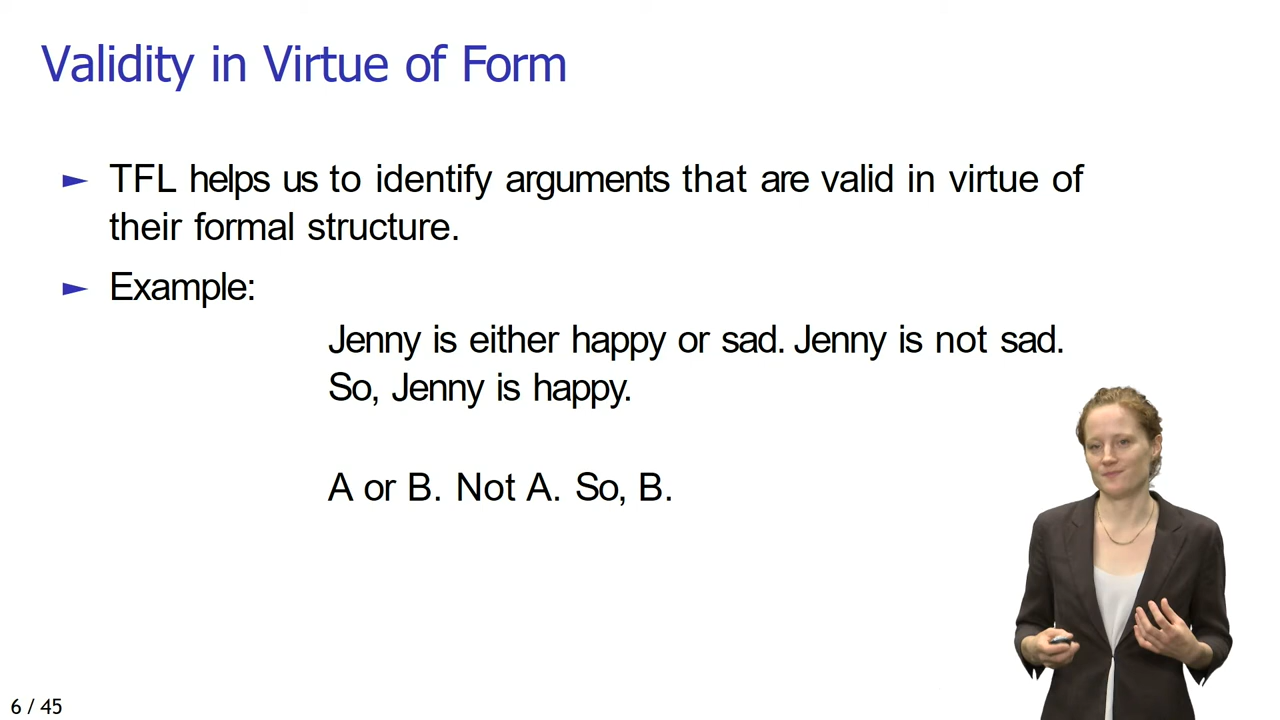 Validity in Virtue of Form
► TFL helps us to identify arguments that are valid in virtue of
their formal structure.
► Example:
Jenny is either happy or sad. Jenny is not sad.
So, Jenny is happy.
A or B. Not A. So, B.
6 / 45